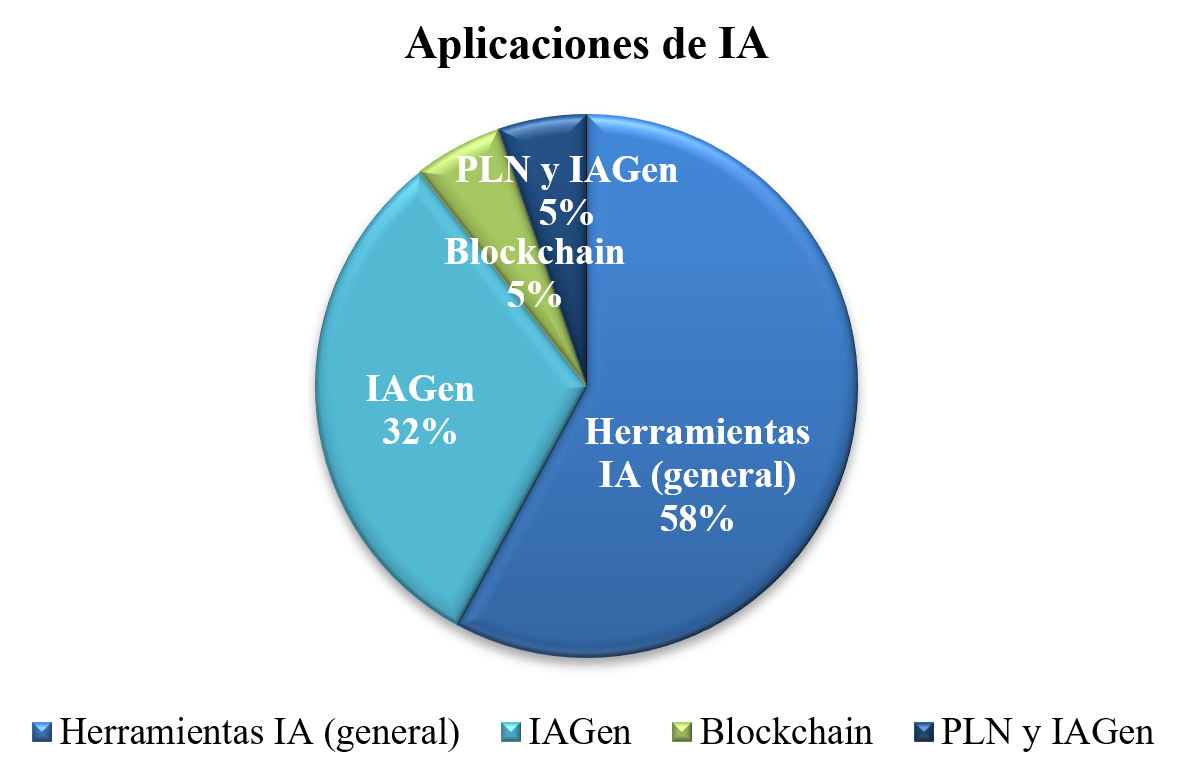 Aplicaciones de IA
PLN y IAGen
5%
Blockchain
5%
IAGen
32%
Herramientas
IA (general)
58%
Herramientas IA (general) IAGen Blockchain PLN y IAGen